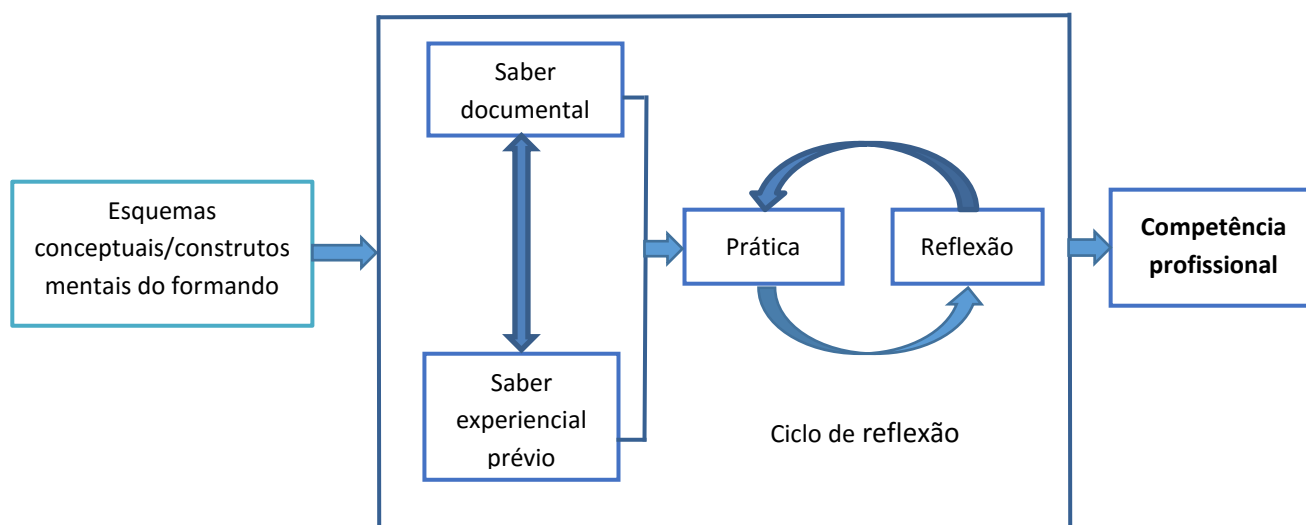 Esquemas
conceptuais/construtos
mentais do formando
Saber
documental
Saber
experiencial
prévio
Prática
Reflexão
Ciclo de reflexão
Competência
profissional